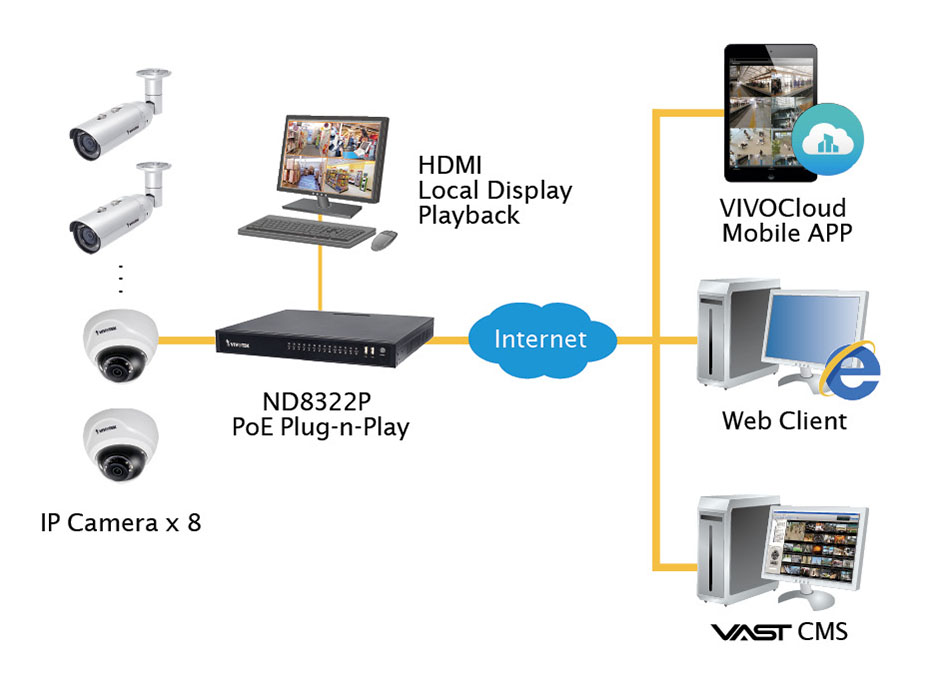 HDMI
Local Display
Playback
VIVOCloud
Mobile APP
VIVOTEK
Internet
ND8322P
PoE Plug-n-Play
Web Client
IP Camera x 8
VAST CMS